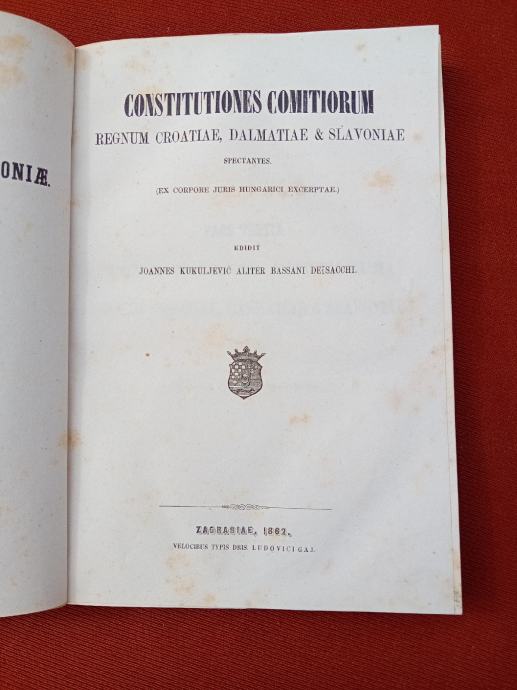 ONIÆ.
CONSTITUTIONES COMITIORUM
REGNUM CROATIAE, DALMATIAE & SLAVONIAE
SPECTANTES.
(EX CORPORE JURIS HUNGARICI EXCERPTAE.)
EDIDIT
JOANNES KUKULJEVIĆ ALITER BASSANI DE SACCHI.
ZAGRABIAE, 1862.
VELOCIBUS TYPIS DRIS. LUDOVICI GAJ.